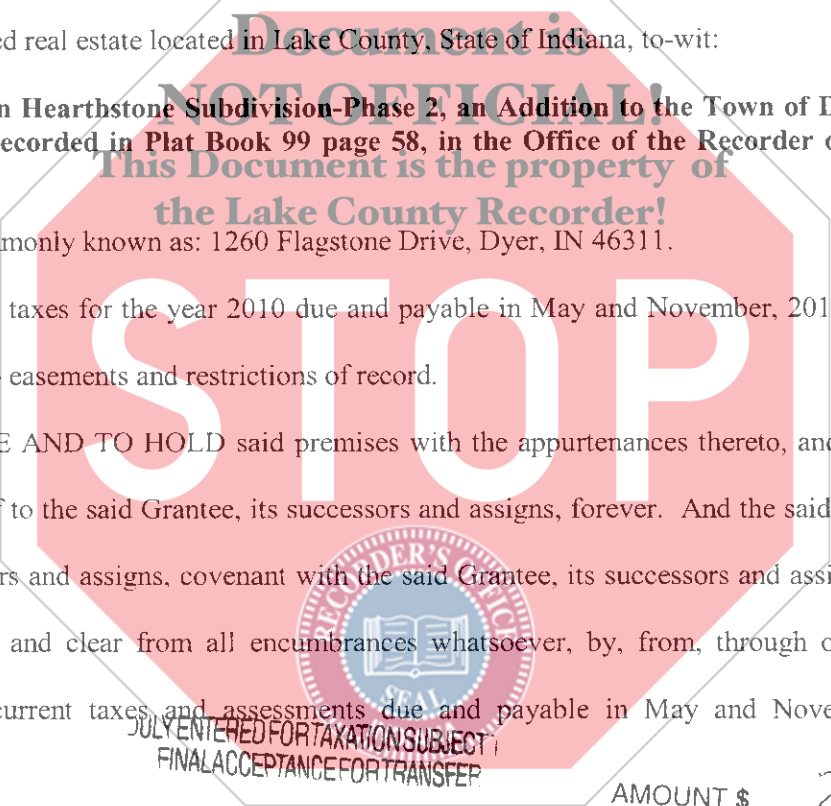 Document is
ed real estate located in Lake County, State of Indiana, to-wit:
NOT OFFICIAL!
n Hearthstone Subdivision-Phase 2, an Addition to the Town of D
ecorded in Plat Book 99 page 58, in the Office of the Recorder o
This Document is the property of
the Lake County Recorder!
monly known as: 1260 Flagstone Drive, Dyer, IN 46311.
STOP
taxes for the year 2010 due and payable in May and November, 201
easements and restrictions of record.
E AND TO HOLD said premises with the appurtenances thereto, and
f to the said Grantee, its successors and assigns, forever. And the said
RECORDER'S OFFICE
rs and assigns, covenant with the said Grantee, its successors and assi
and clear from all encumbrances whatsoever, by, from, through o
SEAL
current taxes and assessments due and payable in May and Nove
DULY ENTERED FOR TAXATION SUBJECT
FINAL ACCEPTANCE FOR TRANSFER
AMOUNT $